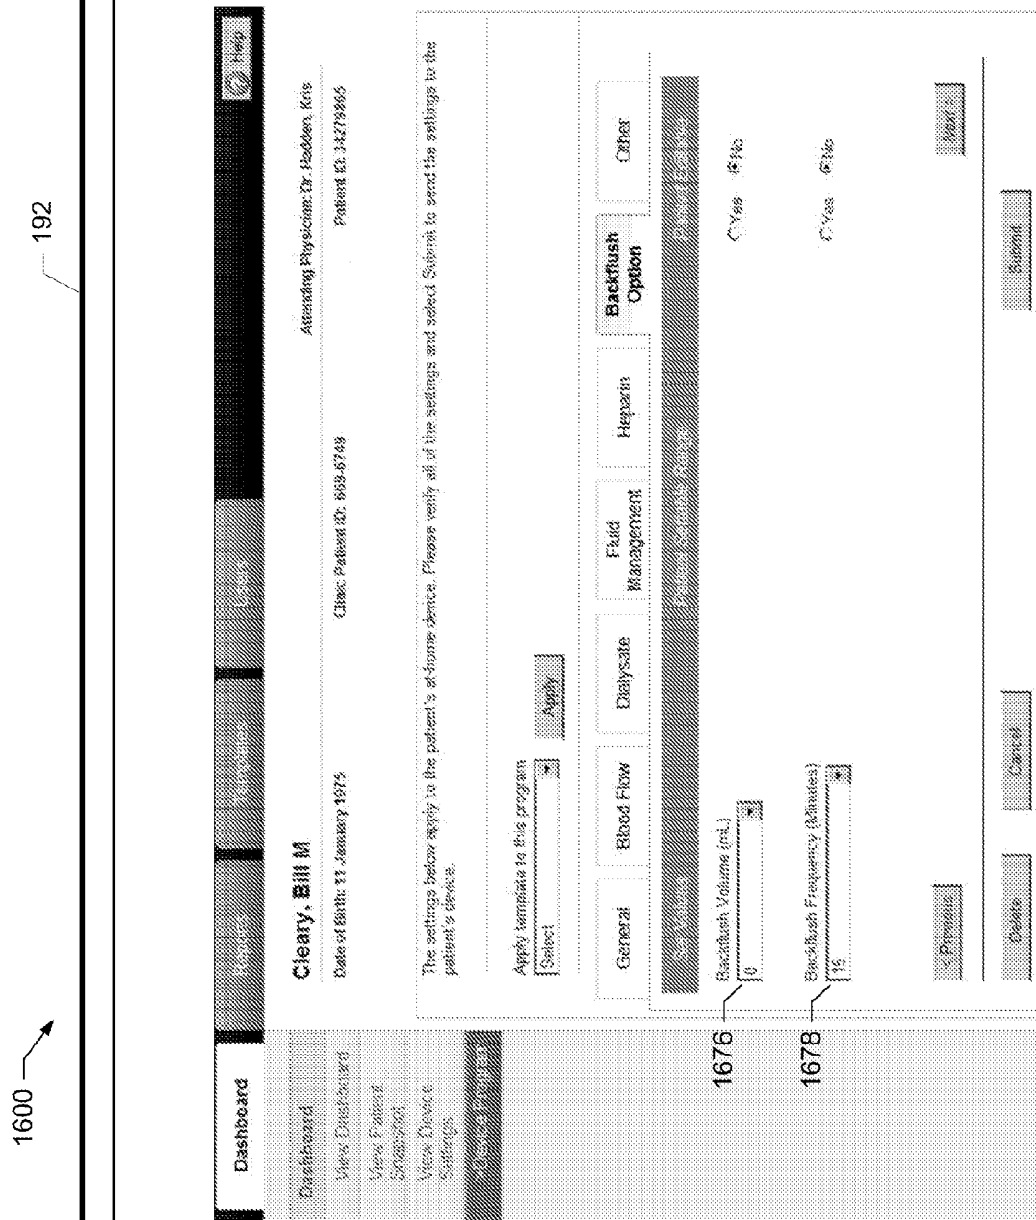 1600
192
Dashboard
Reports
Help
Dashboard
View Dashboard
View Patient
Snapshot
View Device
Settings
Cleary, Bill M
Attending Physician: Dr. Hadden, Kris
Date of Birth: 11 January 1975
Clinic Patient ID: 669-6749
Patient ID: 14279865
The settings below apply to the patient's at-home device. Please verify all of the settings and select Submit to send the settings to the
patient's device.
Apply template to this program
Select
Apply
General
Blood Flow
Dialysate
Fluid
Management
Heparin
Backflush
Option
Other
1676
Backflush Volume (mL)
0
Yes
No
1678
Backflush Frequency (Minutes)
15
Yes
No
< Previous
Next >
Delete
Cancel
Submit